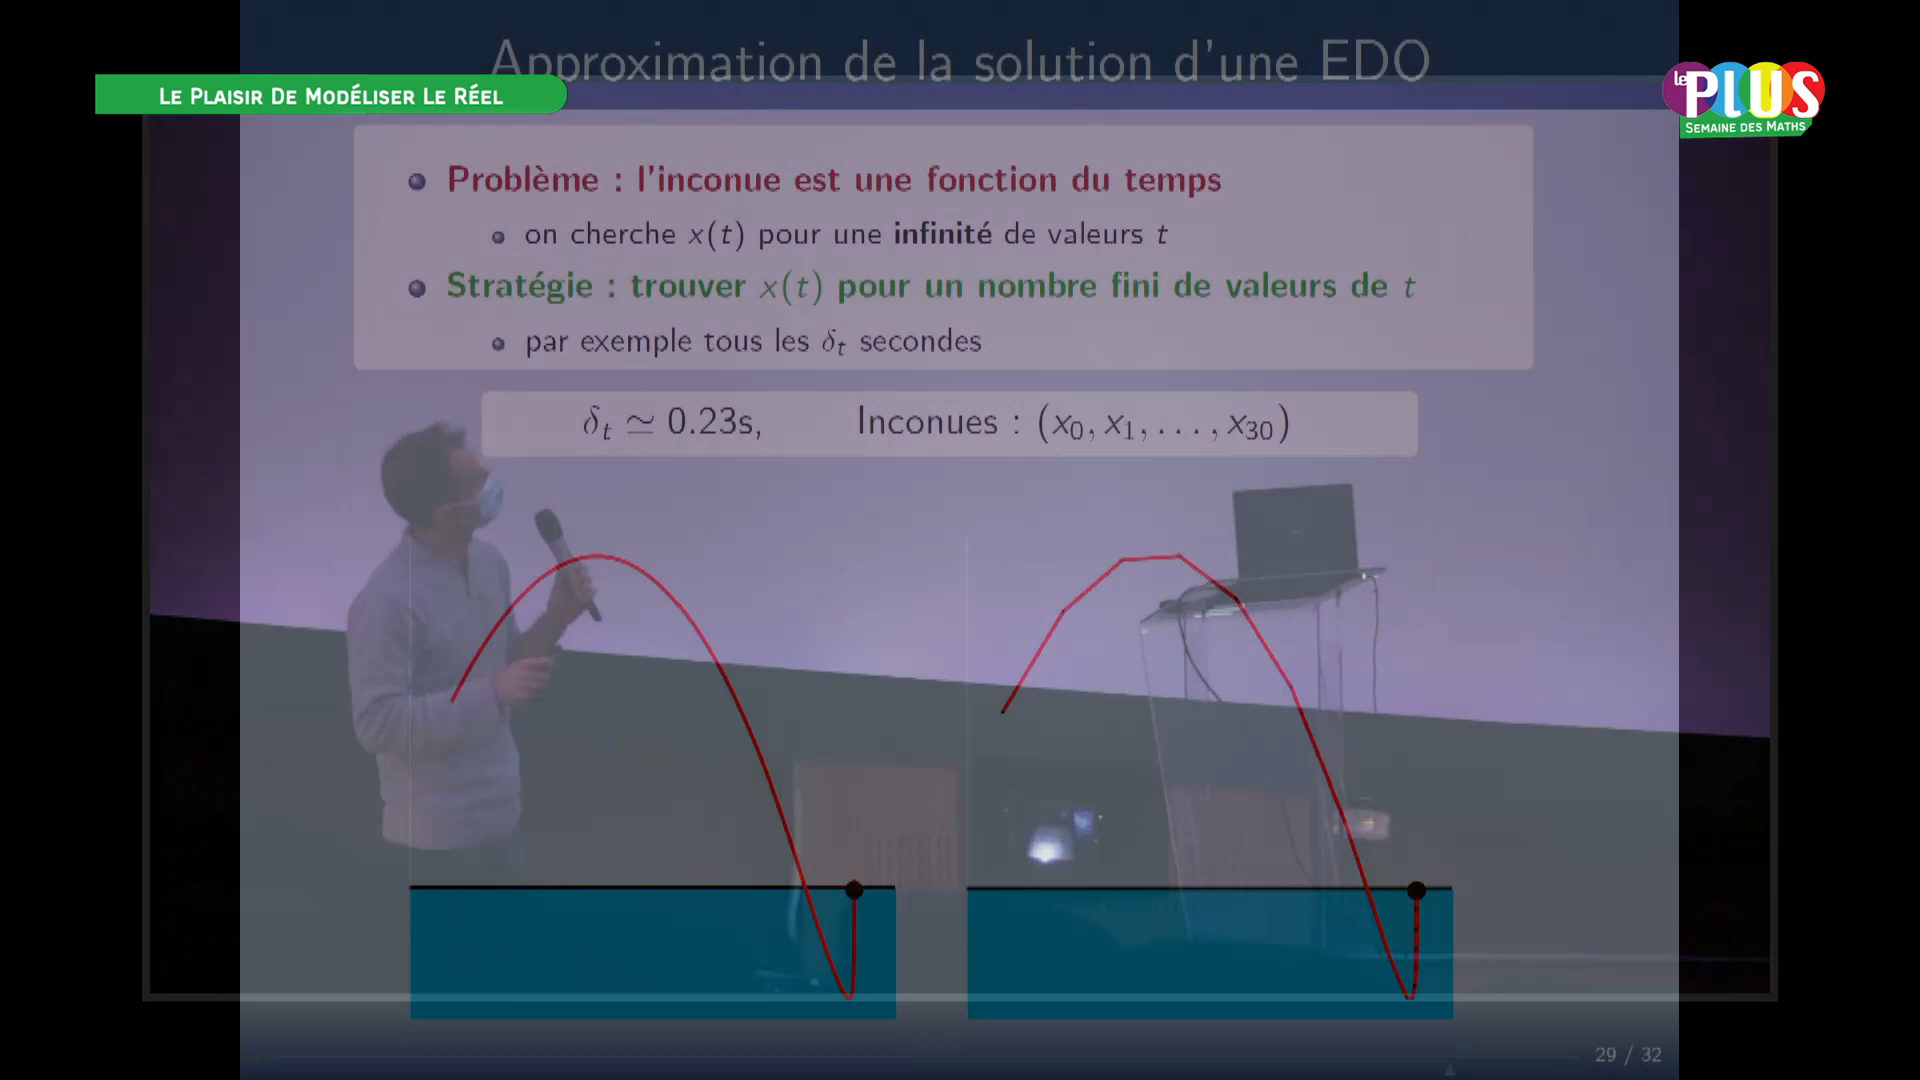 Approximation de la solution d'une EDO
LE PLAISIR DE MODÉLISER LE RÉEL
le PLUS
SEMAINE DES MATHS
Problème : l'inconue est une fonction du temps
on cherche x(t) pour une infinité de valeurs t
Stratégie : trouver x(t) pour un nombre fini de valeurs de t
par exemple tous les δₜ secondes
δₜ ≃ 0.23s, Inconues : (x₀, x₁, . . . , x₃₀)
29 / 32